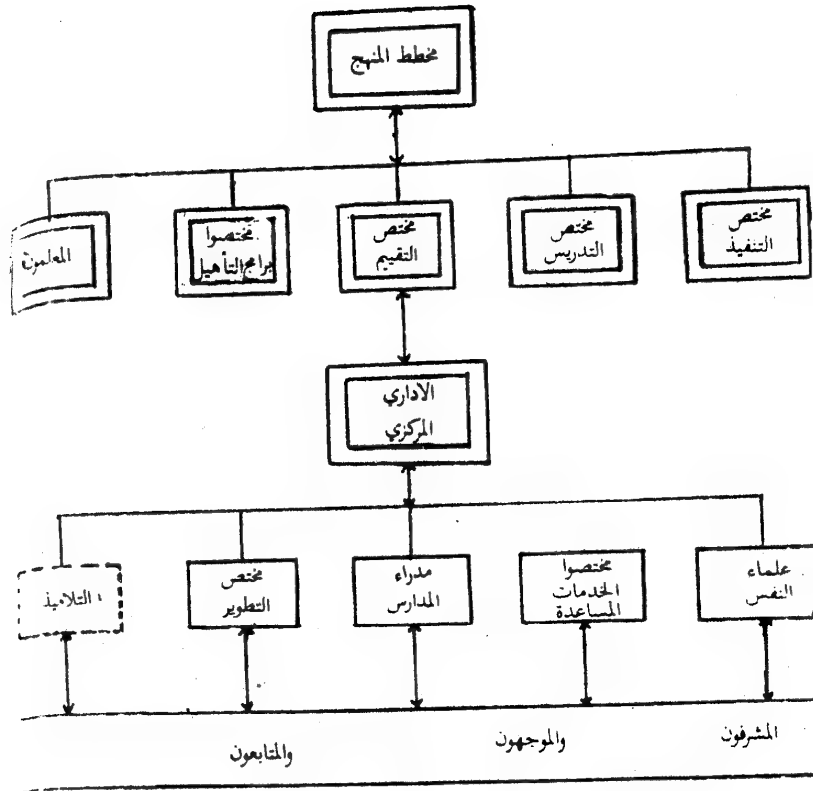 مخطط المنهج
مختص
التنفيذ
مختص
التدريس
مختص
التقييم
مختصوا
برامج التأهيل
المعلمون
الاداري
المركزي
علماء
النفس
مختصوا
الخدمات
المساعدة
مدراء
المدارس
مختص
التطوير
التلاميذ
المشرفون والموجهون والمتابعون